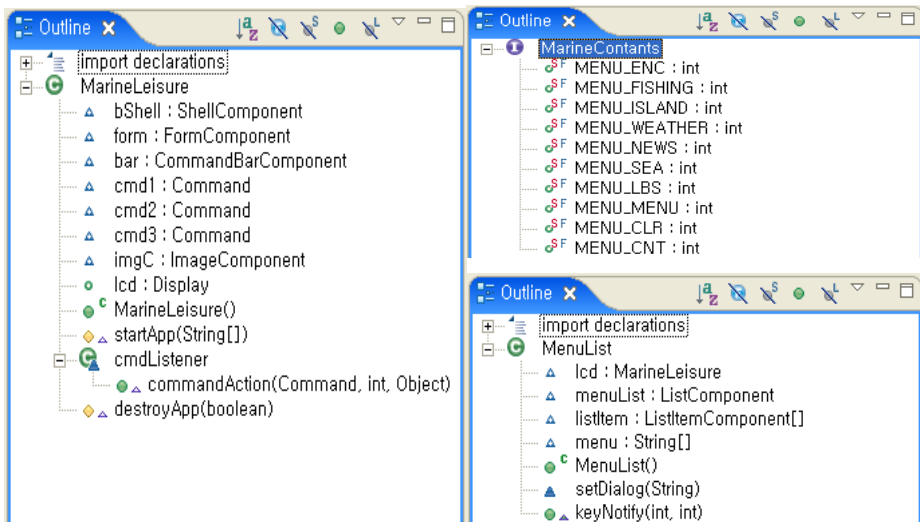 Outline
import declarations
MarineLeisure
bShell : ShellComponent
form : FormComponent
bar : CommandBarComponent
cmd1 : Command
cmd2 : Command
cmd3 : Command
imgC : ImageComponent
lcd : Display
MarineLeisure()
startApp(String[])
cmdListener
commandAction(Command, int, Object)
destroyApp(boolean)
Outline
MarineContants
MENU_ENC : int
MENU_FISHING : int
MENU_ISLAND : int
MENU_WEATHER : int
MENU_NEWS : int
MENU_SEA : int
MENU_LBS : int
MENU_MENU : int
MENU_CLR : int
MENU_CNT : int
Outline
import declarations
MenuList
lcd : MarineLeisure
menuList : ListComponent
listItem : ListItemComponent[]
menu : String[]
MenuList()
setDialog(String)
keyNotify(int, int)